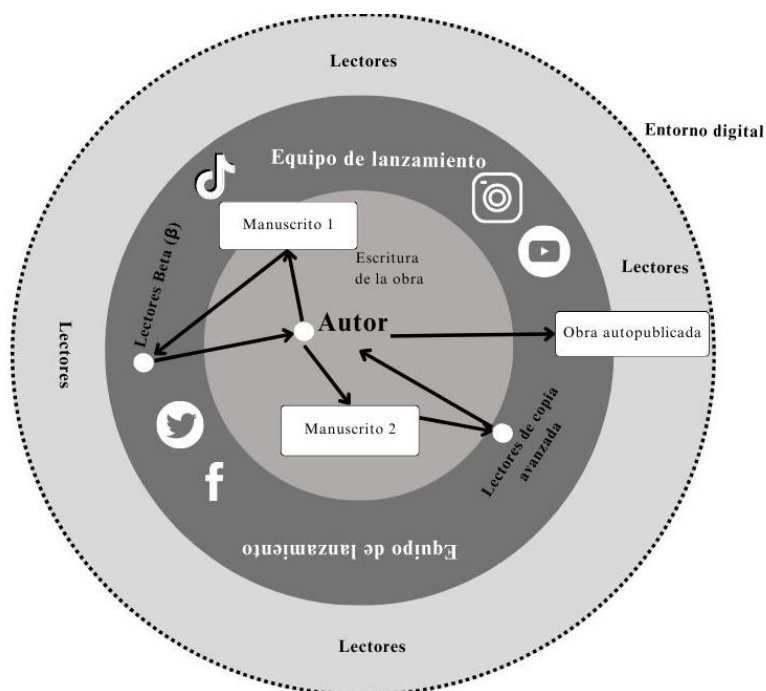 Lectores
Entorno digital
Equipo de lanzamiento
Manuscrito 1
Escritura
de la obra
Lectores Beta (β)
Lectores
Lectores
Autor
Obra autopublicada
Manuscrito 2
Lectores de copia
avanzada
Equipo de lanzamiento
Lectores